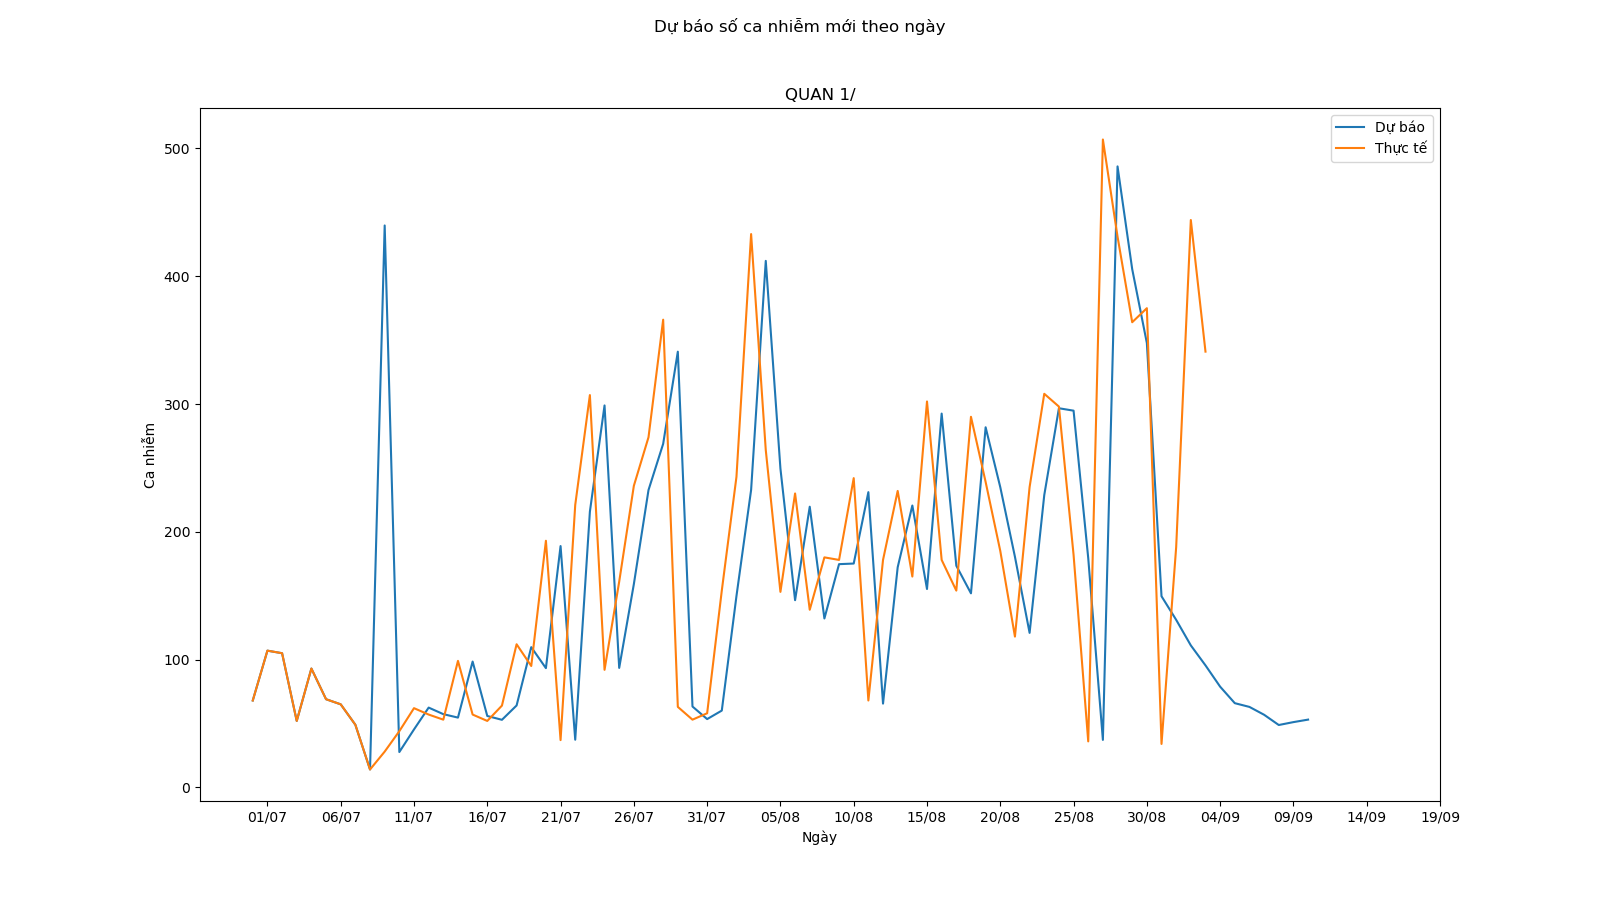 Dự báo số ca nhiễm mới theo ngày
QUAN 1/
Dự báo
Thực tế
500
400
300
200
100
0
Ca nhiễm
01/07 06/07 11/07 16/07 21/07 26/07 31/07 05/08 10/08 15/08 20/08 25/08 30/08 04/09 09/09 14/09 19/09
Ngày